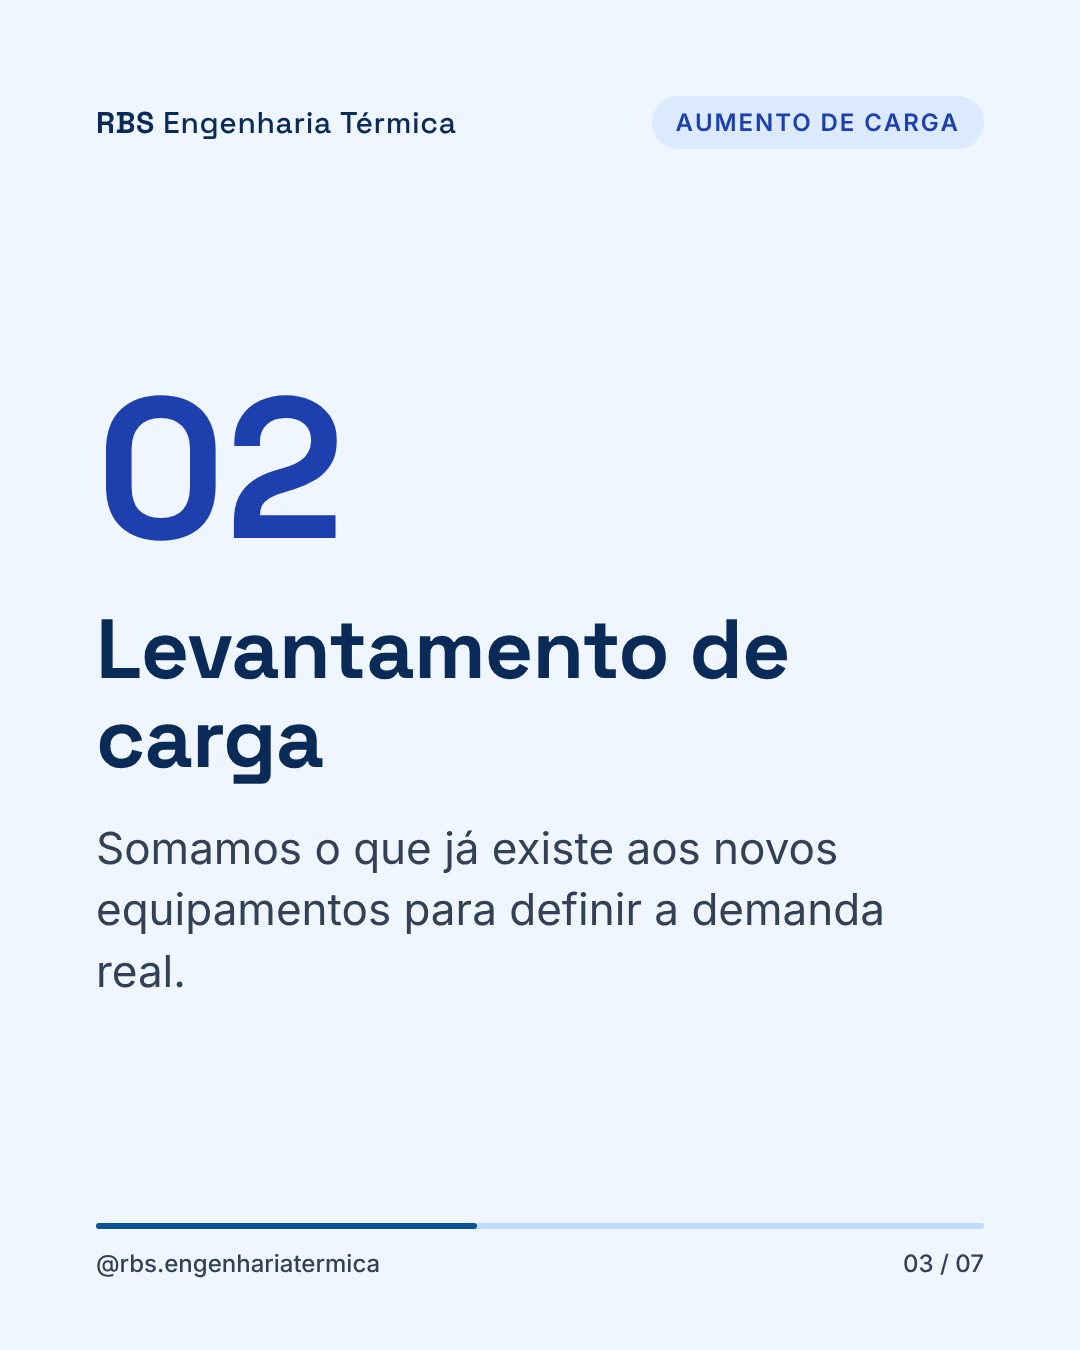 RBS Engenharia Térmica
AUMENTO DE CARGA
02
Levantamento de
carga
Somamos o que já existe aos novos
equipamentos para definir a demanda
real.
@rbs.engenhariatermica
03 / 07